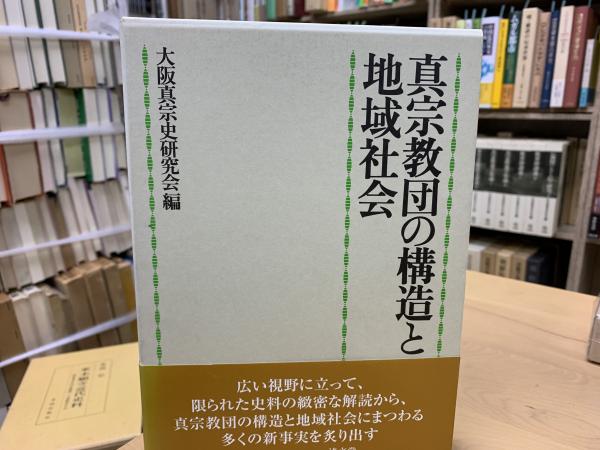 真宗教団の構造と
地域社会
大阪真宗史研究会編
広い視野に立って、
限られた史料の緻密な解読から、
真宗教団の構造と地域社会にまつわる
多くの新事実を炙り出す